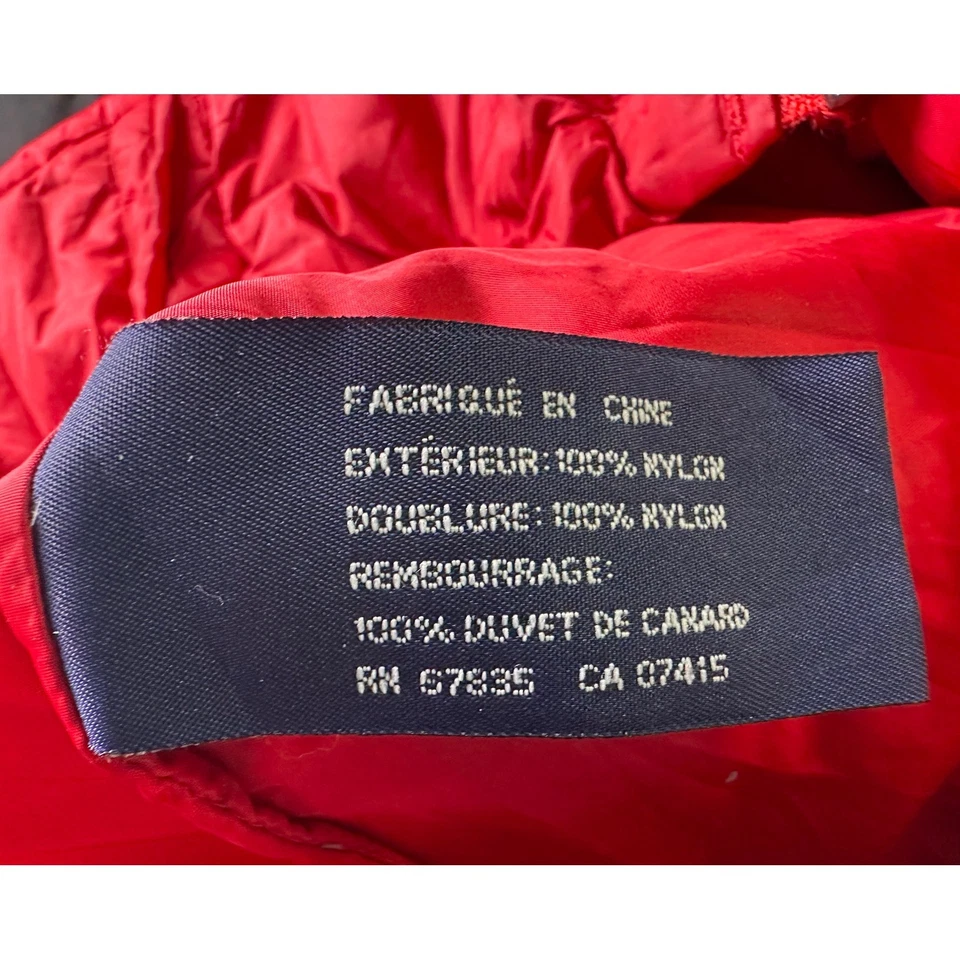 FABRIQUÉ EN CHINE
EXTÉRIEUR: 100% NYLON
DOUBLURE: 100% NYLON
REMBOURRAGE:
100% DUVET DE CANARD
RN 67835 CA 07415